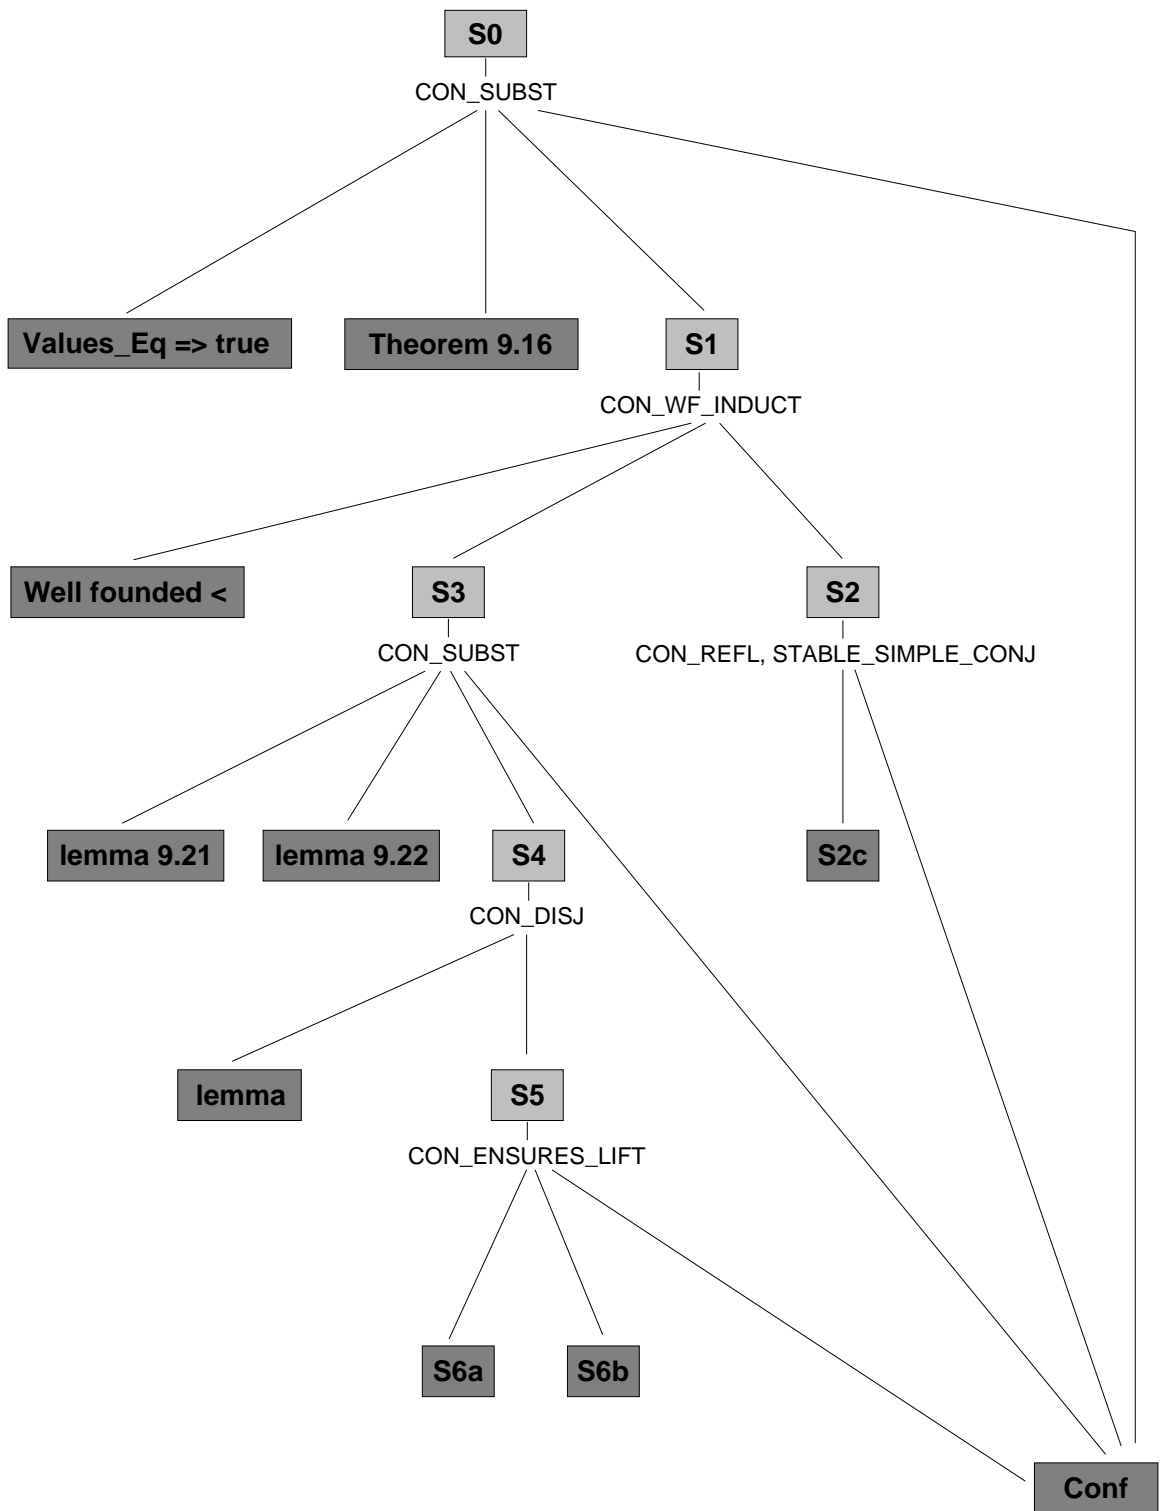 S0
CON_SUBST
Values_Eq => true
Theorem 9.16
S1
CON_WF_INDUCT
Well founded <
S3
S2
CON_SUBST
CON_REFL, STABLE_SIMPLE_CONJ
lemma 9.21
lemma 9.22
S4
S2c
CON_DISJ
lemma
S5
CON_ENSURES_LIFT
S6a
S6b
Conf